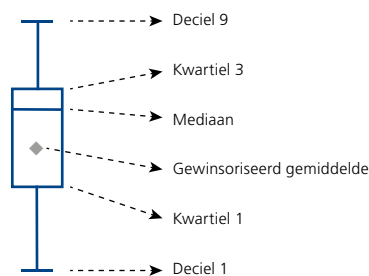 Deciel 9
Kwartiel 3
Mediaan
Gewinsoriseerd gemiddelde
Kwartiel 1
Deciel 1